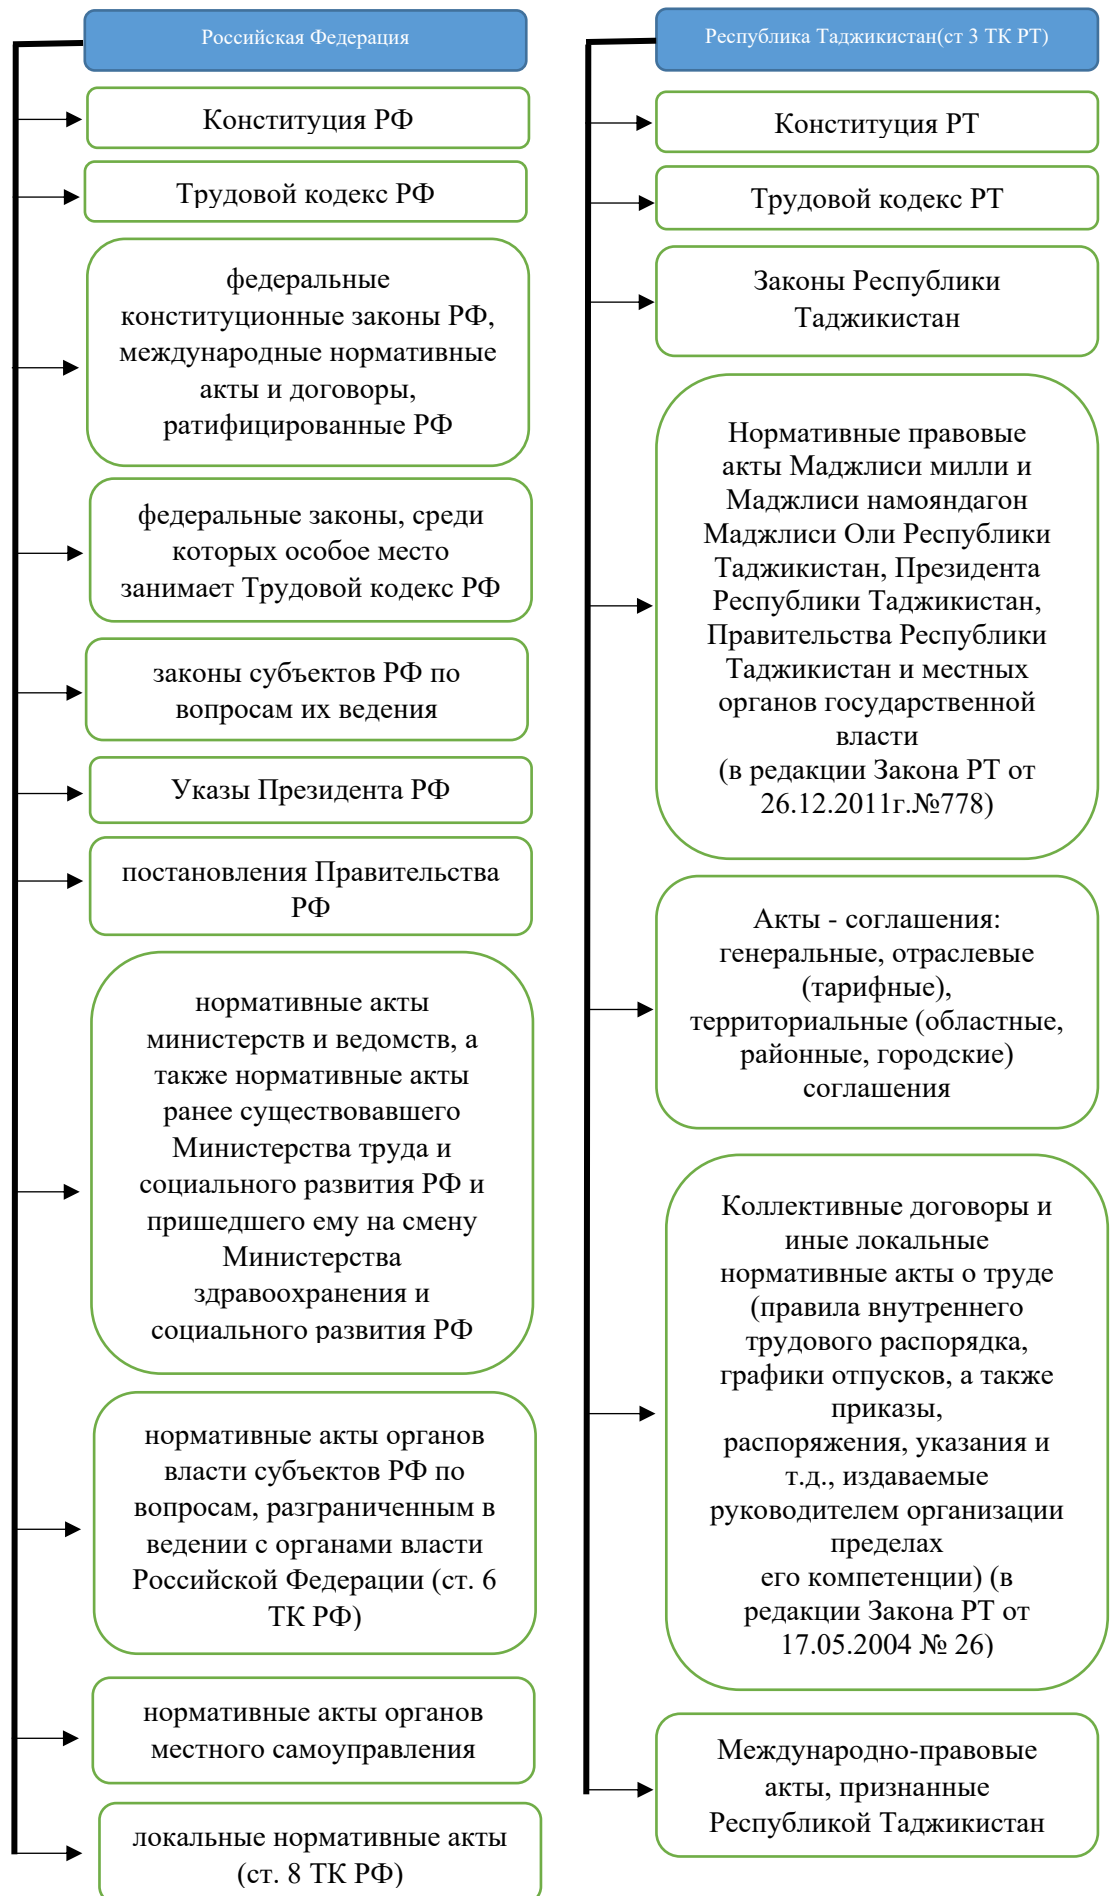 Российская Федерация
Конституция РФ
Трудовой кодекс РФ
федеральные
конституционные законы РФ,
международные нормативные
акты и договоры,
ратифицированные РФ
федеральные законы, среди
которых особое место
занимает Трудовой кодекс РФ
законы субъектов РФ по
вопросам их ведения
Указы Президента РФ
постановления Правительства
РФ
нормативные акты
министерств и ведомств, а
также нормативные акты
ранее существовавшего
Министерства труда и
социального развития РФ и
пришедшего ему на смену
Министерства
здравоохранения и
социального развития РФ
нормативные акты органов
власти субъектов РФ по
вопросам, разграниченным в
ведении с органами власти
Российской Федерации (ст. 6
ТК РФ)
нормативные акты органов
местного самоуправления
локальные нормативные акты
(ст. 8 ТК РФ)
Республика Таджикистан(ст 3 ТК РТ)
Конституция РТ
Трудовой кодекс РТ
Законы Республики
Таджикистан
Нормативные правовые
акты Маджлиси милли и
Маджлиси намояндагон
Маджлиси Оли Республики
Таджикистан, Президента
Республики Таджикистан,
Правительства Республики
Таджикистан и местных
органов государственной
власти
(в редакции Закона РТ от
26.12.2011г.№778)
Акты - соглашения:
генеральные, отраслевые
(тарифные),
территориальные (областные,
районные, городские)
соглашения
Коллективные договоры и
иные локальные
нормативные акты о труде
(правила внутреннего
трудового распорядка,
графики отпусков, а также
приказы,
распоряжения, указания и
т.д., издаваемые
руководителем организации
пределах
его компетенции) (в
редакции Закона РТ от
17.05.2004 № 26)
Международно-правовые
акты, признанные
Республикой Таджикистан